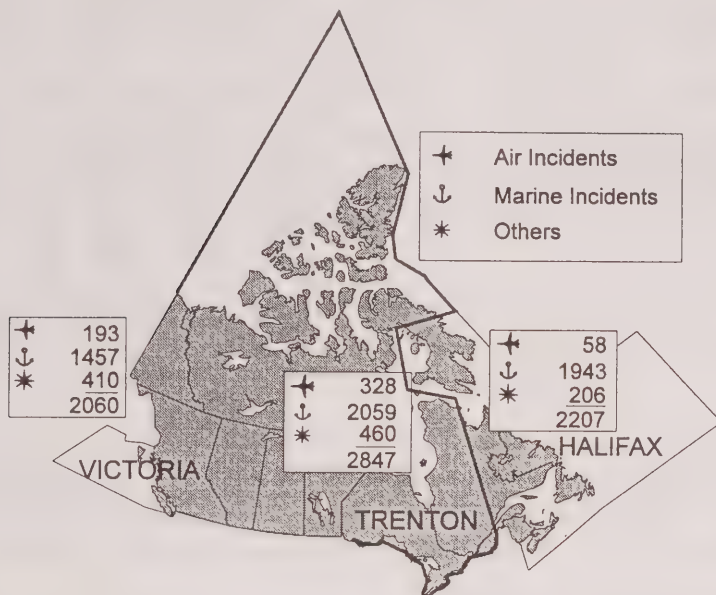 Air Incidents
Marine Incidents
Others
193
1457
410
2060
58
1943
206
2207
328
2059
460
2847
HALIFAX
VICTORIA
TRENTON